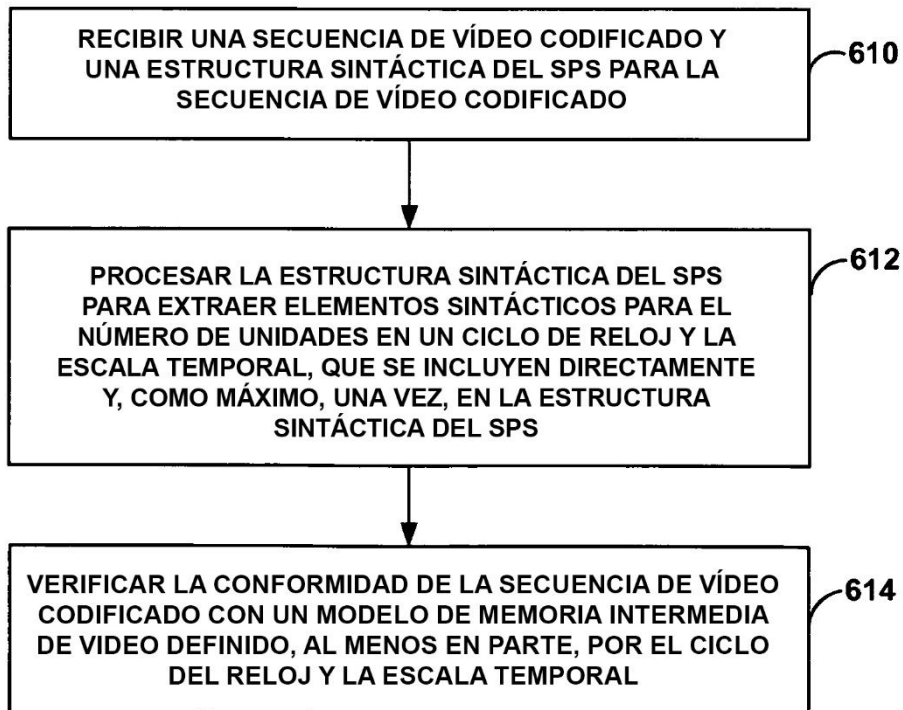 RECIBIR UNA SECUENCIA DE VÍDEO CODIFICADO Y
UNA ESTRUCTURA SINTÁCTICA DEL SPS PARA LA
SECUENCIA DE VÍDEO CODIFICADO
610
PROCESAR LA ESTRUCTURA SINTÁCTICA DEL SPS
PARA EXTRAER ELEMENTOS SINTÁCTICOS PARA EL
NÚMERO DE UNIDADES EN UN CICLO DE RELOJ Y LA
ESCALA TEMPORAL, QUE SE INCLUYEN DIRECTAMENTE
Y, COMO MÁXIMO, UNA VEZ, EN LA ESTRUCTURA
SINTÁCTICA DEL SPS
612
VERIFICAR LA CONFORMIDAD DE LA SECUENCIA DE VÍDEO
CODIFICADO CON UN MODELO DE MEMORIA INTERMEDIA
DE VIDEO DEFINIDO, AL MENOS EN PARTE, POR EL CICLO
DEL RELOJ Y LA ESCALA TEMPORAL
614